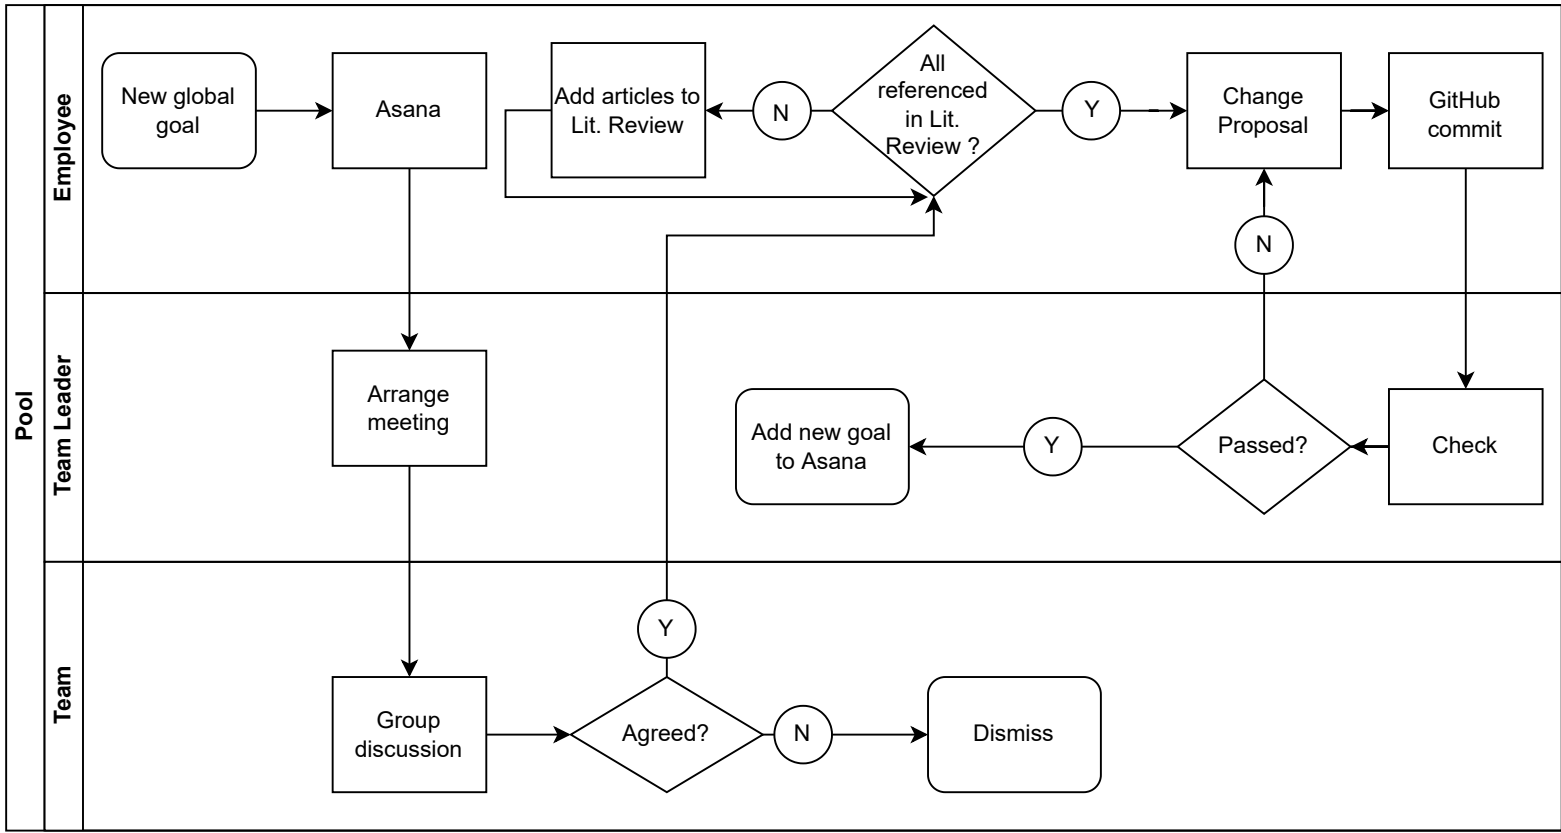 Pool
Employee
New global
goal
Asana
Add articles to
Lit. Review
N
All
referenced
in Lit.
Review ?
Y
Change
Proposal
GitHub
commit
N
Team Leader
Arrange
meeting
Add new goal
to Asana
Y
Passed?
Check
Team
Y
Group
discussion
Agreed?
N
Dismiss